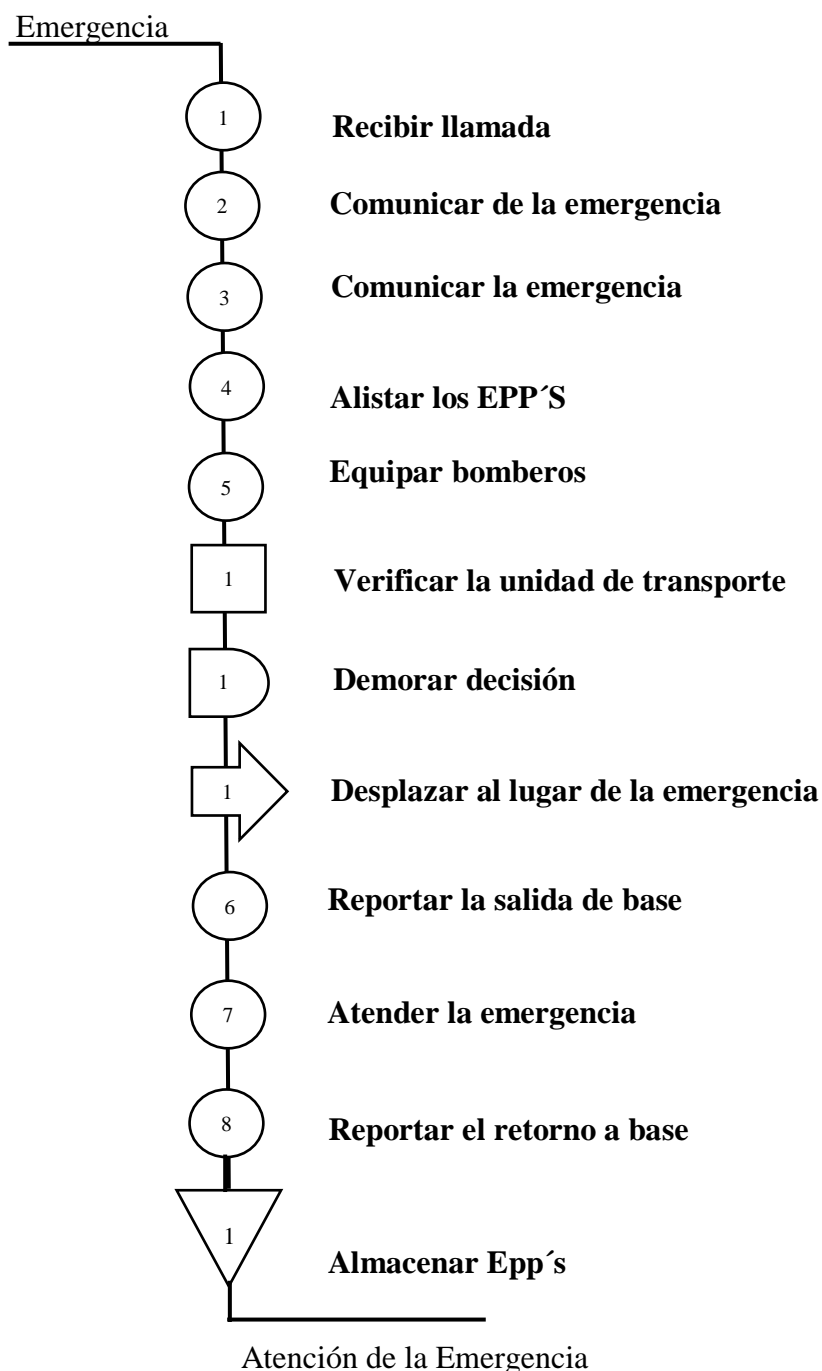 Emergencia
1 Recibir llamada
2 Comunicar de la emergencia
3 Comunicar la emergencia
4 Alistar los EPP´S
5 Equipar bomberos
1 Verificar la unidad de transporte
1 Demorar decisión
1 Desplazar al lugar de la emergencia
6 Reportar la salida de base
7 Atender la emergencia
8 Reportar el retorno a base
1 Almacenar Epp´s
Atención de la Emergencia